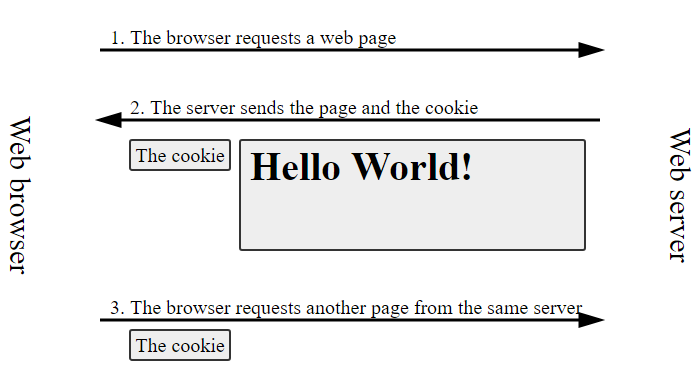 1. The browser requests a web page
2. The server sends the page and the cookie
Web browser
The cookie
Hello World!
Web server
3. The browser requests another page from the same server
The cookie